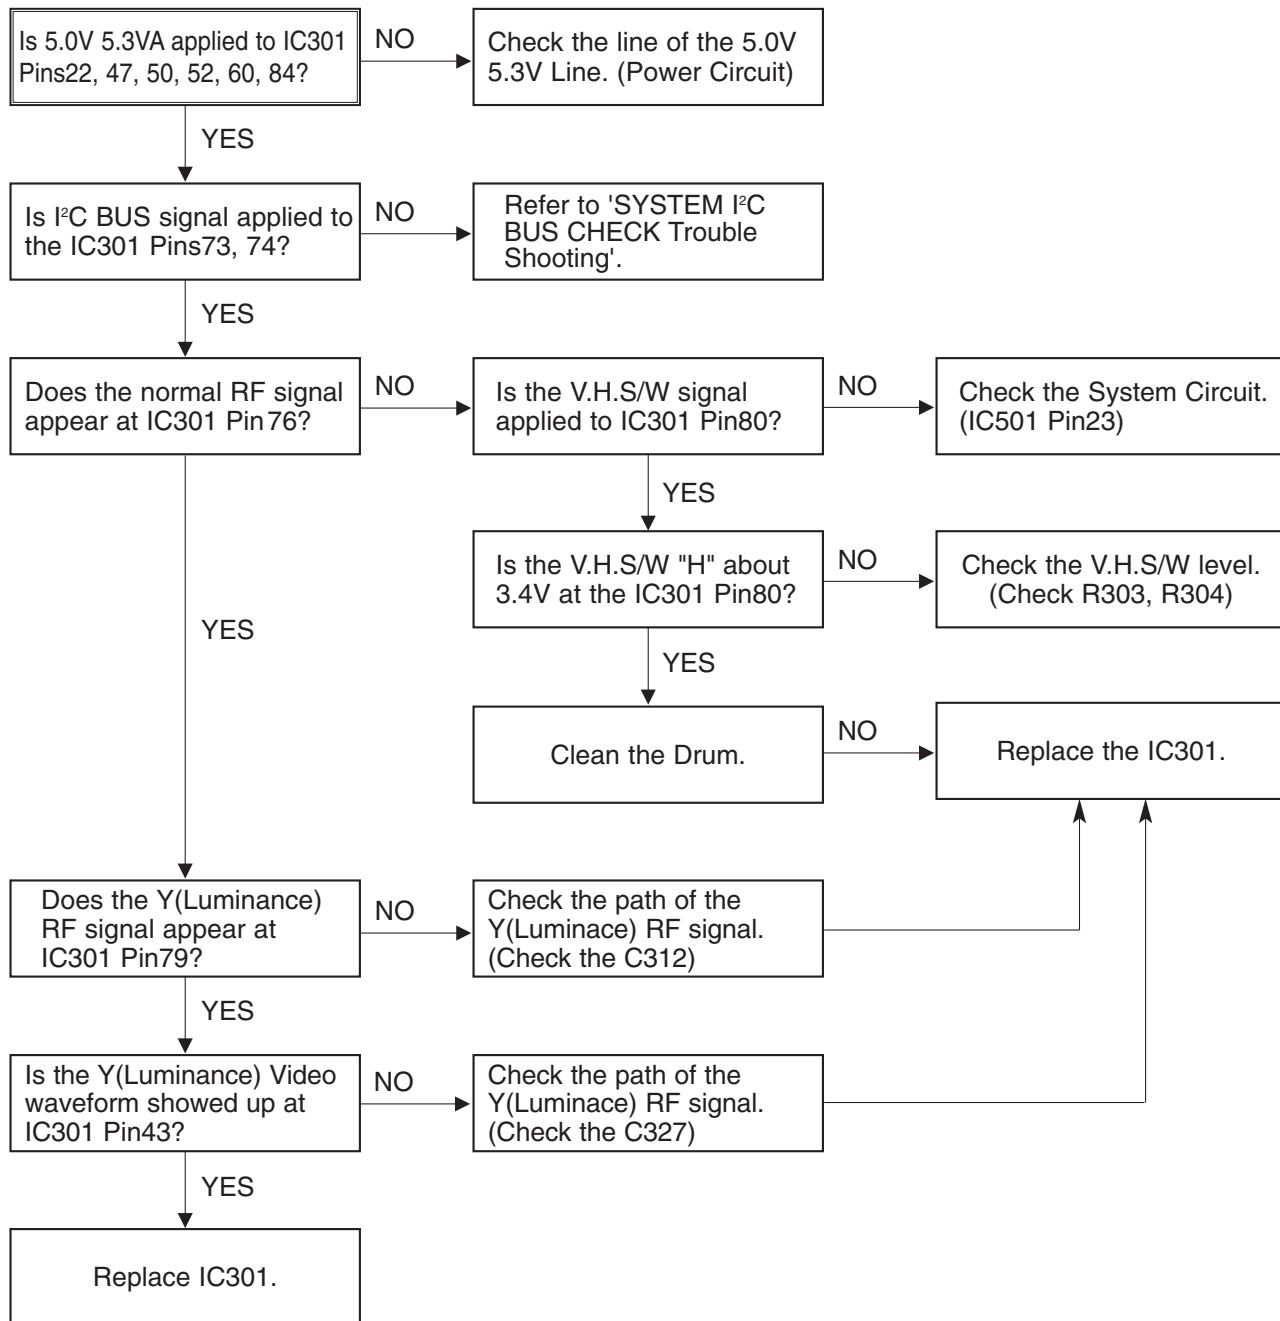 Is 5.0V 5.3VA applied to IC301
Pins22, 47, 50, 52, 60, 84?
NO
Check the line of the 5.0V
5.3V Line. (Power Circuit)
YES
Is I²C BUS signal applied to
the IC301 Pins73, 74?
NO
Refer to 'SYSTEM I²C
BUS CHECK Trouble
Shooting'.
YES
Does the normal RF signal
appear at IC301 Pin76?
NO
Is the V.H.S/W signal
applied to IC301 Pin80?
NO
Check the System Circuit.
(IC501 Pin23)
YES
Is the V.H.S/W "H" about
3.4V at the IC301 Pin80?
NO
Check the V.H.S/W level.
(Check R303, R304)
YES
YES
Clean the Drum.
NO
Replace the IC301.
Does the Y(Luminance)
RF signal appear at
IC301 Pin79?
NO
Check the path of the
Y(Luminace) RF signal.
(Check the C312)
YES
Is the Y(Luminance) Video
waveform showed up at
IC301 Pin43?
NO
Check the path of the
Y(Luminace) RF signal.
(Check the C327)
YES
Replace IC301.